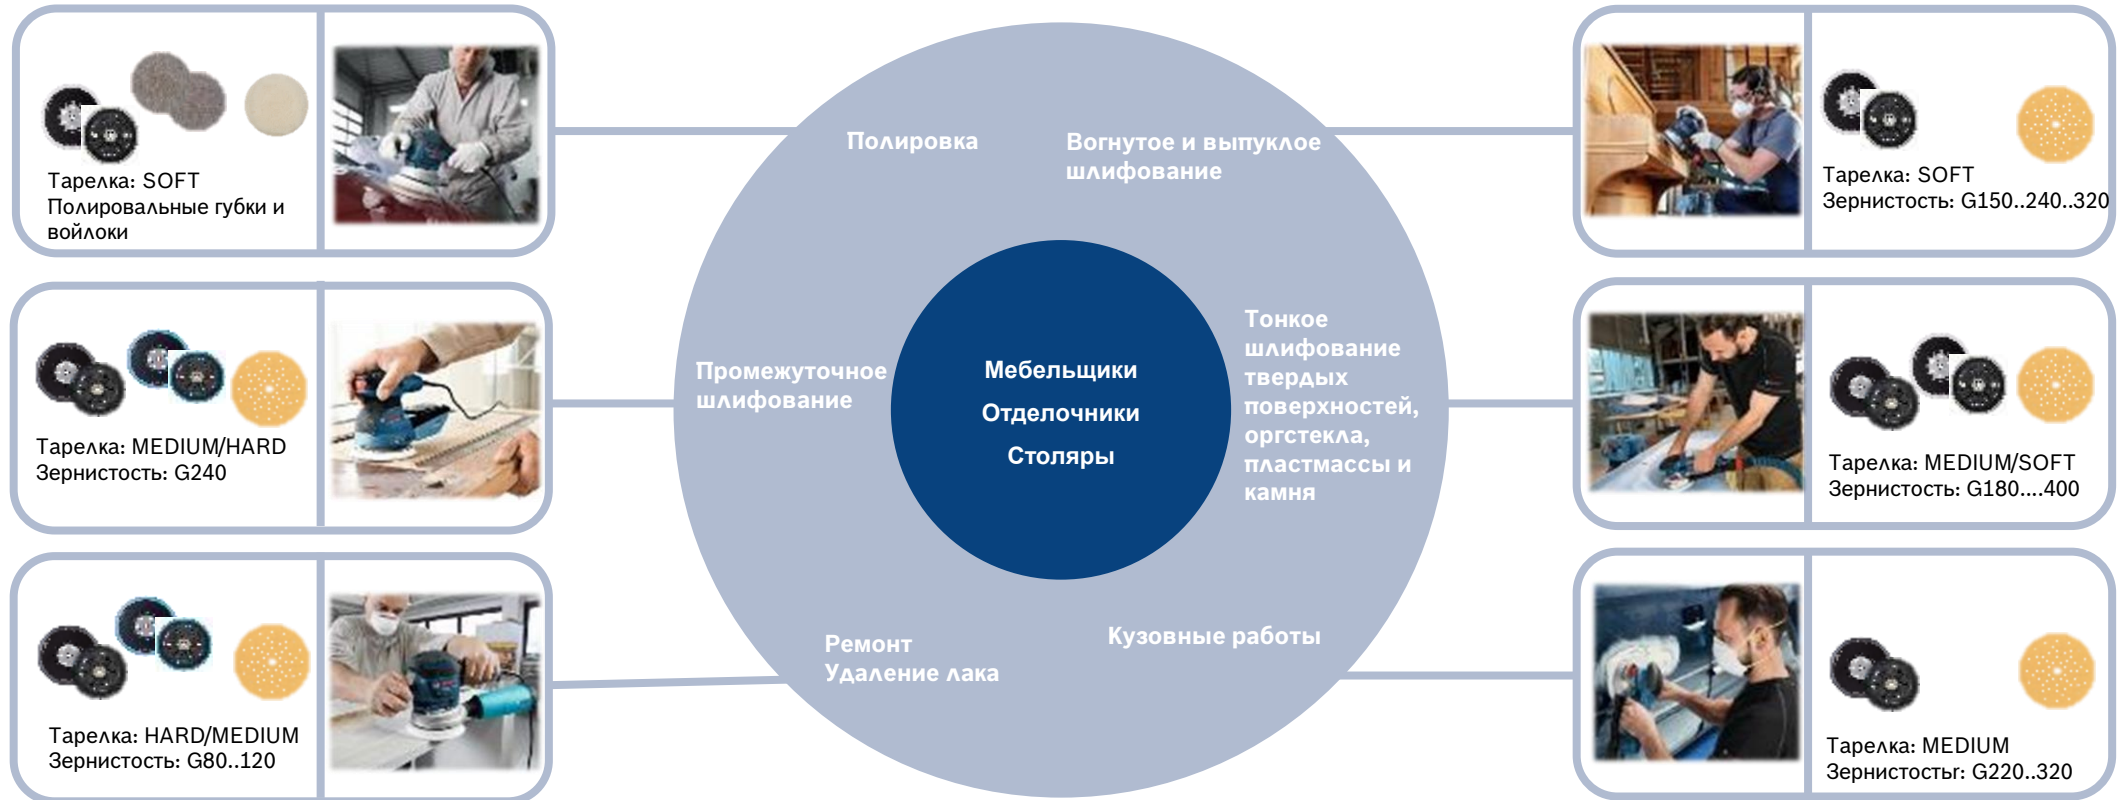 Тарелка: SOFT
Полировальные губки и
войлоки
Тарелка: MEDIUM/HARD
Зернистость: G240
Тарелка: HARD/MEDIUM
Зернистость: G80..120
Полировка
Вогнутое и выпуклое
шлифование
Промежуточное
шлифование
Мебельщики
Отделочники
Столяры
Тонкое
шлифование
твердых
поверхностей,
оргстекла,
пластмассы и
камня
Ремонт
Удаление лака
Кузовные работы
Тарелка: SOFT
Зернистость: G150..240..320
Тарелка: MEDIUM/SOFT
Зернистость: G180....400
Тарелка: MEDIUM
Зернистостьr: G220..320